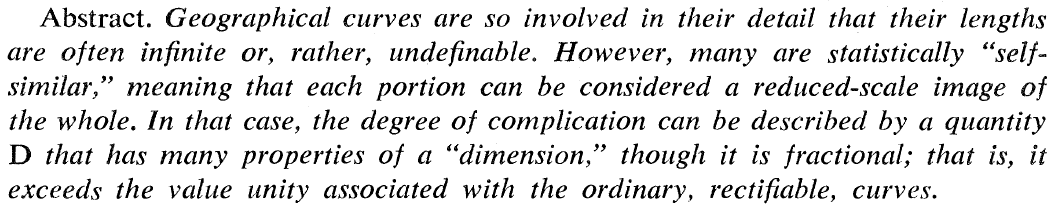 Abstract. Geographical curves are so involved in their detail that their lengths
are often infinite or, rather, undefinable. However, many are statistically “self-
similar,” meaning that each portion can be considered a reduced-scale image of
the whole. In that case, the degree of complication can be described by a quantity
D that has many properties of a “dimension,” though it is fractional; that is, it
exceeds the value unity associated with the ordinary, rectifiable, curves.